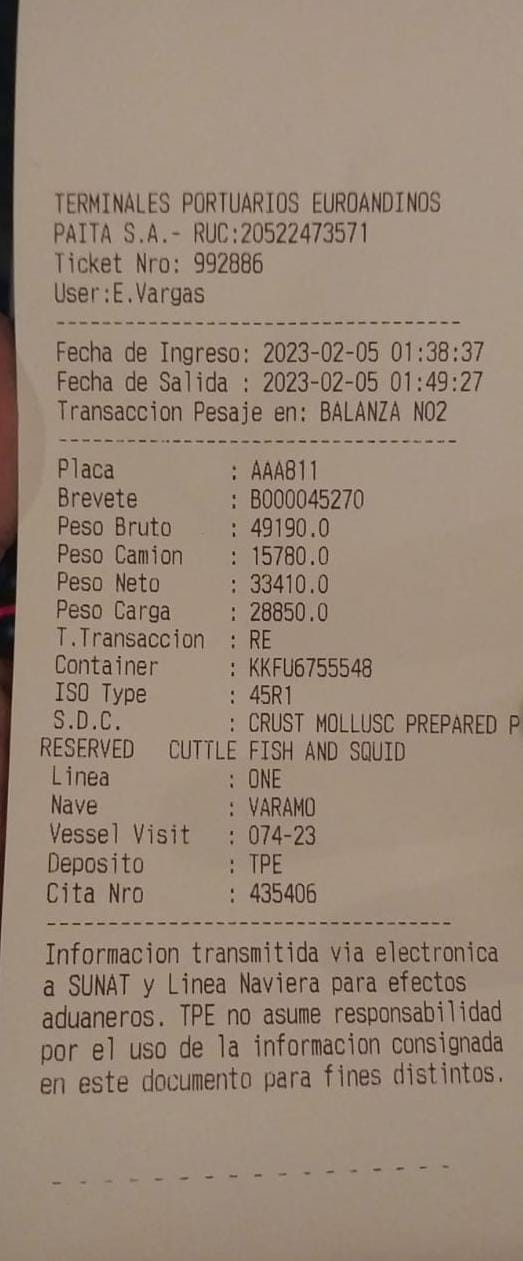 TERMINALES PORTUARIOS EUROANDINOS
PAITA S.A.- RUC:20522473571
Ticket Nro: 992886
User:E.Vargas
-----------------------------------
Fecha de Ingreso: 2023-02-05 01:38:37
Fecha de Salida : 2023-02-05 01:49:27
Transaccion Pesaje en: BALANZA NO2
-----------------------------------
Placa : AAA811
Brevete : B000045270
Peso Bruto : 49190.0
Peso Camion : 15780.0
Peso Neto : 33410.0
Peso Carga : 28850.0
T.Transaccion : RE
Container : KKFU6755548
ISO Type : 45R1
S.D.C. : CRUST MOLLUSC PREPARED P
RESERVED CUTTLE FISH AND SQUID
Linea : ONE
Nave : VARAMO
Vessel Visit : 074-23
Deposito : TPE
Cita Nro : 435406
-----------------------------------
Informacion transmitida via electronica
a SUNAT y Linea Naviera para efectos
aduaneros. TPE no asume responsabilidad
por el uso de la informacion consignada
en este documento para fines distintos.
- - - - - - - - - - - - - - - - - -